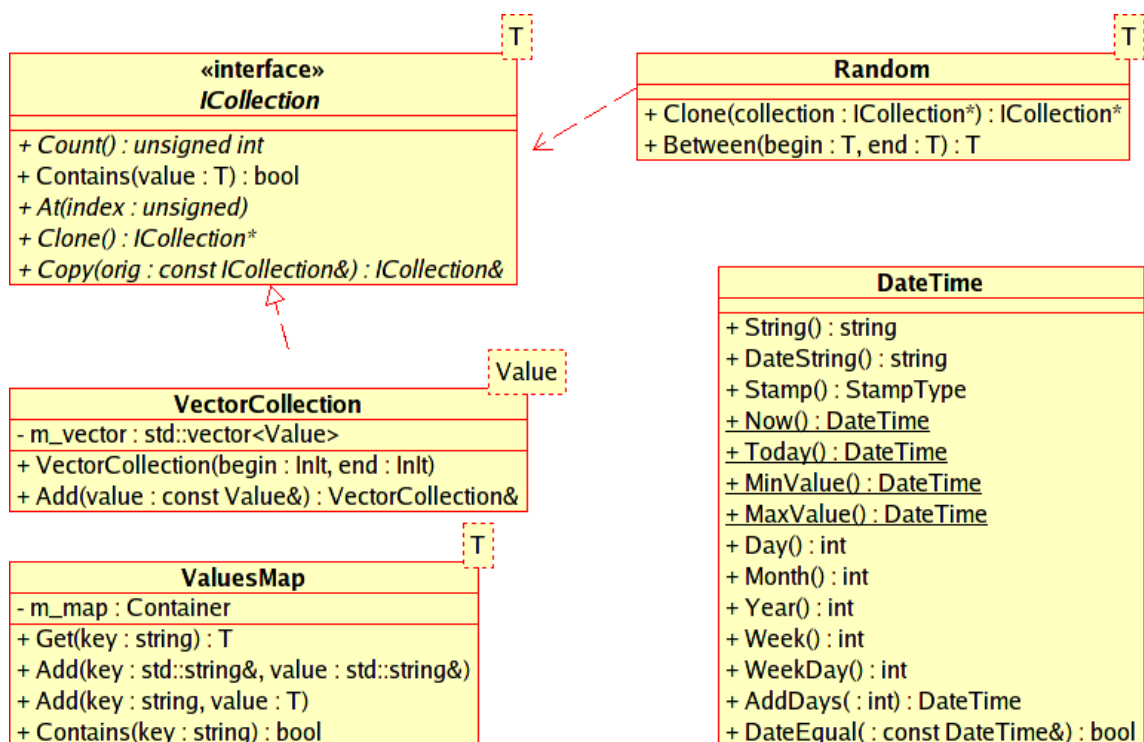 T
«interface»
ICollection
+ Count() : unsigned int
+ Contains(value : T) : bool
+ At(index : unsigned)
+ Clone() : ICollection*
+ Copy(orig : const ICollection&) : ICollection&
T
Random
+ Clone(collection : ICollection*) : ICollection*
+ Between(begin : T, end : T) : T
Value
VectorCollection
- m_vector : std::vector<Value>
+ VectorCollection(begin : InIt, end : InIt)
+ Add(value : const Value&) : VectorCollection&
T
ValuesMap
- m_map : Container
+ Get(key : string) : T
+ Add(key : std::string&, value : std::string&)
+ Add(key : string, value : T)
+ Contains(key : string) : bool
DateTime
+ String() : string
+ DateString() : string
+ Stamp() : StampType
+ Now() : DateTime
+ Today() : DateTime
+ MinValue() : DateTime
+ MaxValue() : DateTime
+ Day() : int
+ Month() : int
+ Year() : int
+ Week() : int
+ WeekDay() : int
+ AddDays( : int) : DateTime
+ DateEqual( : const DateTime&) : bool